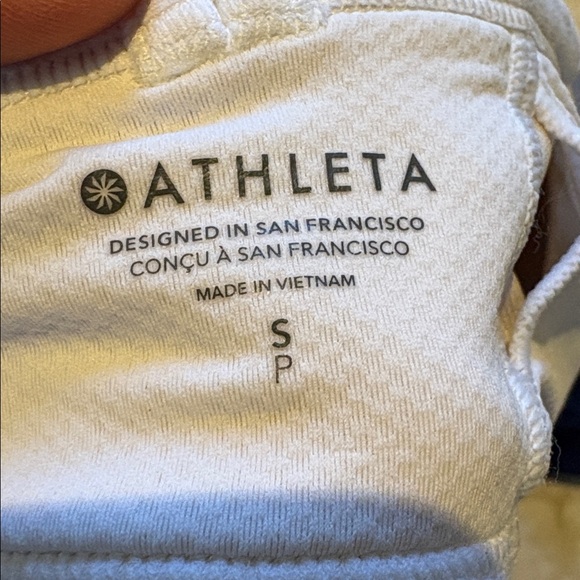 ATHLETA
DESIGNED IN SAN FRANCISCO
CONÇU À SAN FRANCISCO
MADE IN VIETNAM
S
P